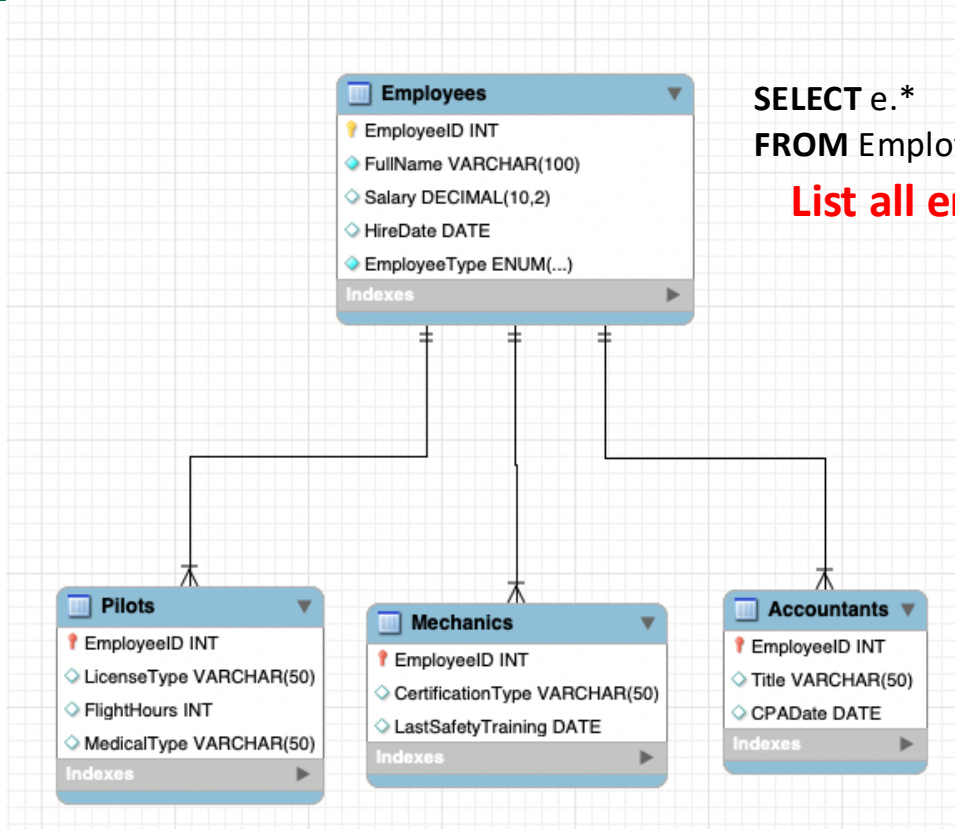 Employees
EmployeeID INT
FullName VARCHAR(100)
Salary DECIMAL(10,2)
HireDate DATE
EmployeeType ENUM(...)
Indexes
SELECT e.*
FROM
List all
Pilots
EmployeeID INT
LicenseType VARCHAR(50)
FlightHours INT
MedicalType VARCHAR(50)
Indexes
Mechanics
EmployeeID INT
CertificationType VARCHAR(50)
LastSafetyTraining DATE
Indexes
Accountants
EmployeeID INT
Title VARCHAR(50)
CPADate DATE
Indexes